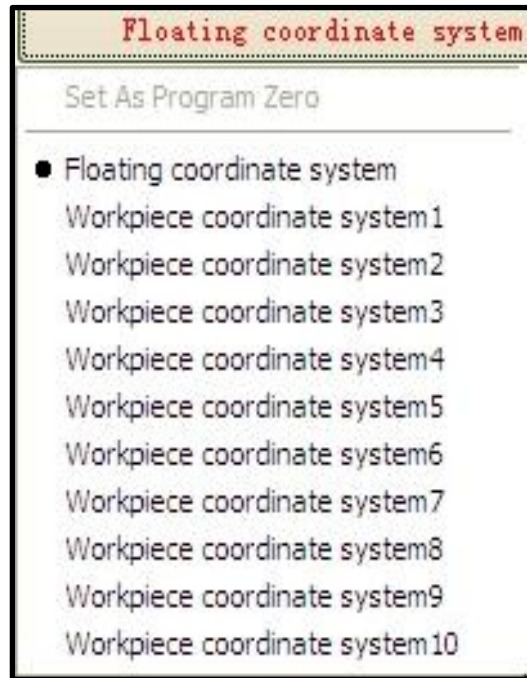 Floating coordinate system
Set As Program Zero
Floating coordinate system
Workpiece coordinate system1
Workpiece coordinate system2
Workpiece coordinate system3
Workpiece coordinate system4
Workpiece coordinate system5
Workpiece coordinate system6
Workpiece coordinate system7
Workpiece coordinate system8
Workpiece coordinate system9
Workpiece coordinate system10